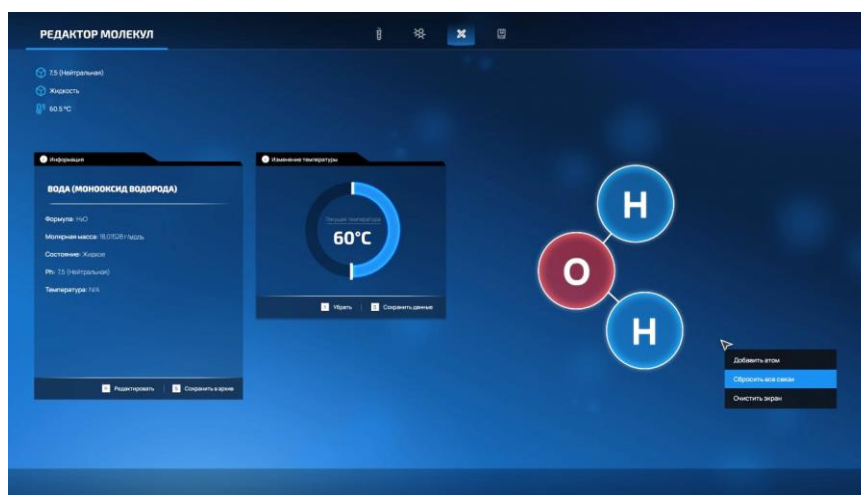 РЕДАКТОР МОЛЕКУЛ
7.5 (Нейтральная)
Жидкость
60.5 °C
Информация
ВОДА (МОНООКСИД ВОДОРОДА)
Формула: H₂O
Молярная масса: 18,01528 г/моль
Состояние: Жидкое
Ph: 7.5 (Нейтральная)
Температура: N/A
Редактировать
Сохранить в архив
Изменение температуры
Текущая температура
60°C
Убрать
Сохранить данные
H
O
H
Добавить атом
Сбросить все связи
Очистить экран